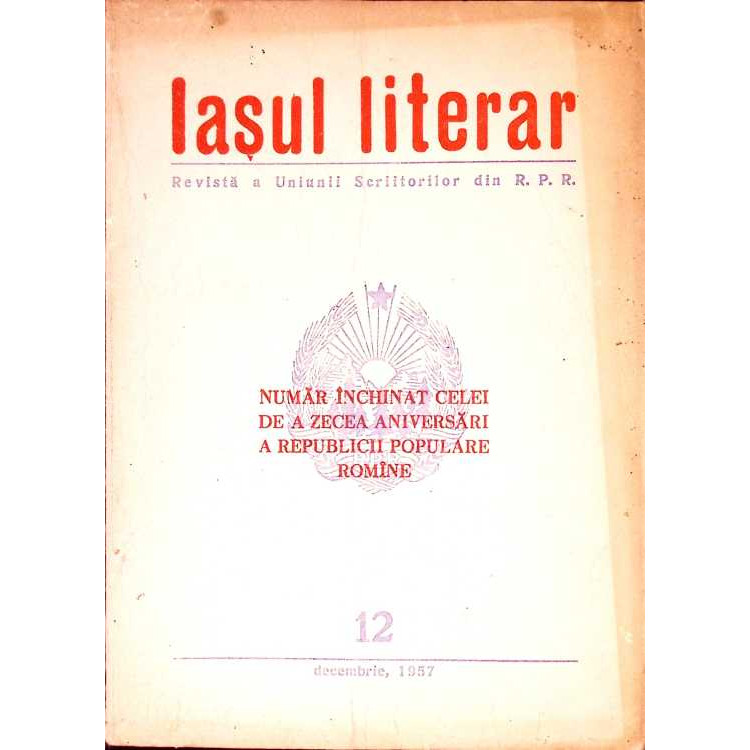 Iașul literar
Revistă a Uniunii Scriitorilor din R. P. R.
NUMĂR ÎNCHINAT CELEI
DE A ZECEA ANIVERSĂRI
A REPUBLICII POPULARE
ROMÎNE
12
decembrie, 1957